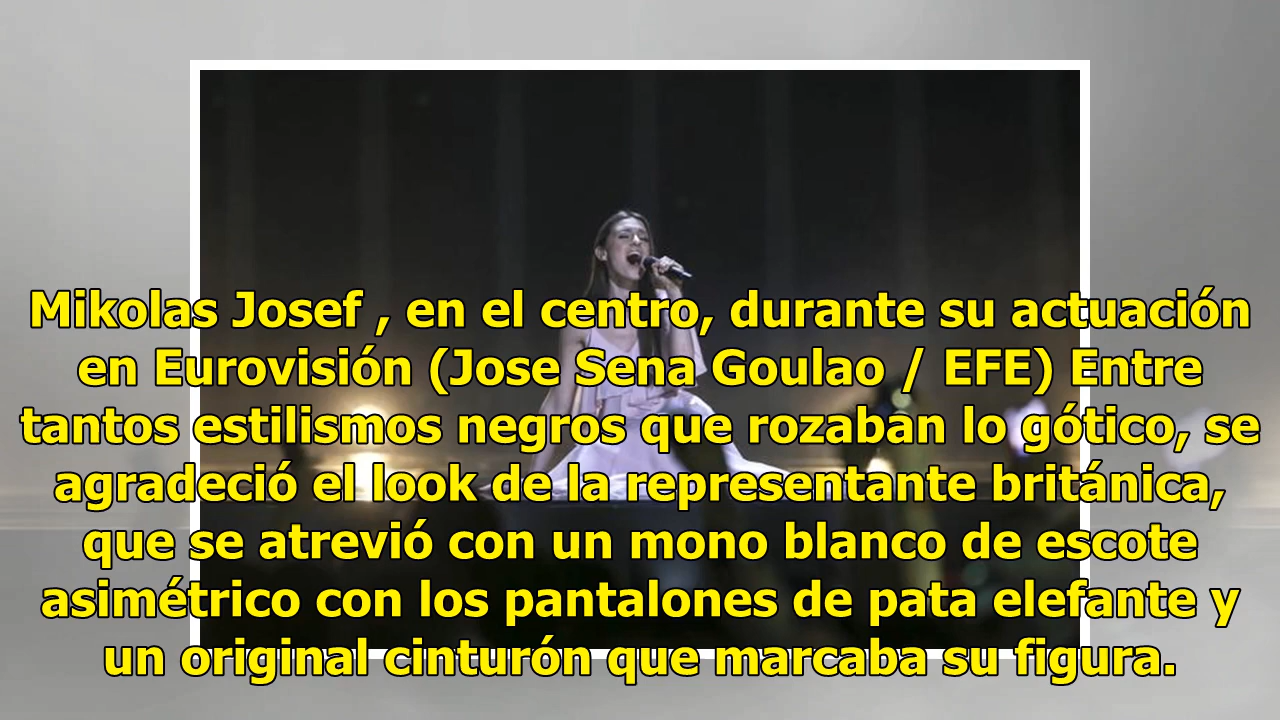 Mikolas Josef , en el centro, durante su actuación
en Eurovisión (Jose Sena Goulao / EFE) Entre
tantos estilismos negros que rozaban lo gótico, se
agradeció el look de la representante británica,
que se atrevió con un mono blanco de escote
asimétrico con los pantalones de pata elefante y
un original cinturón que marcaba su figura.